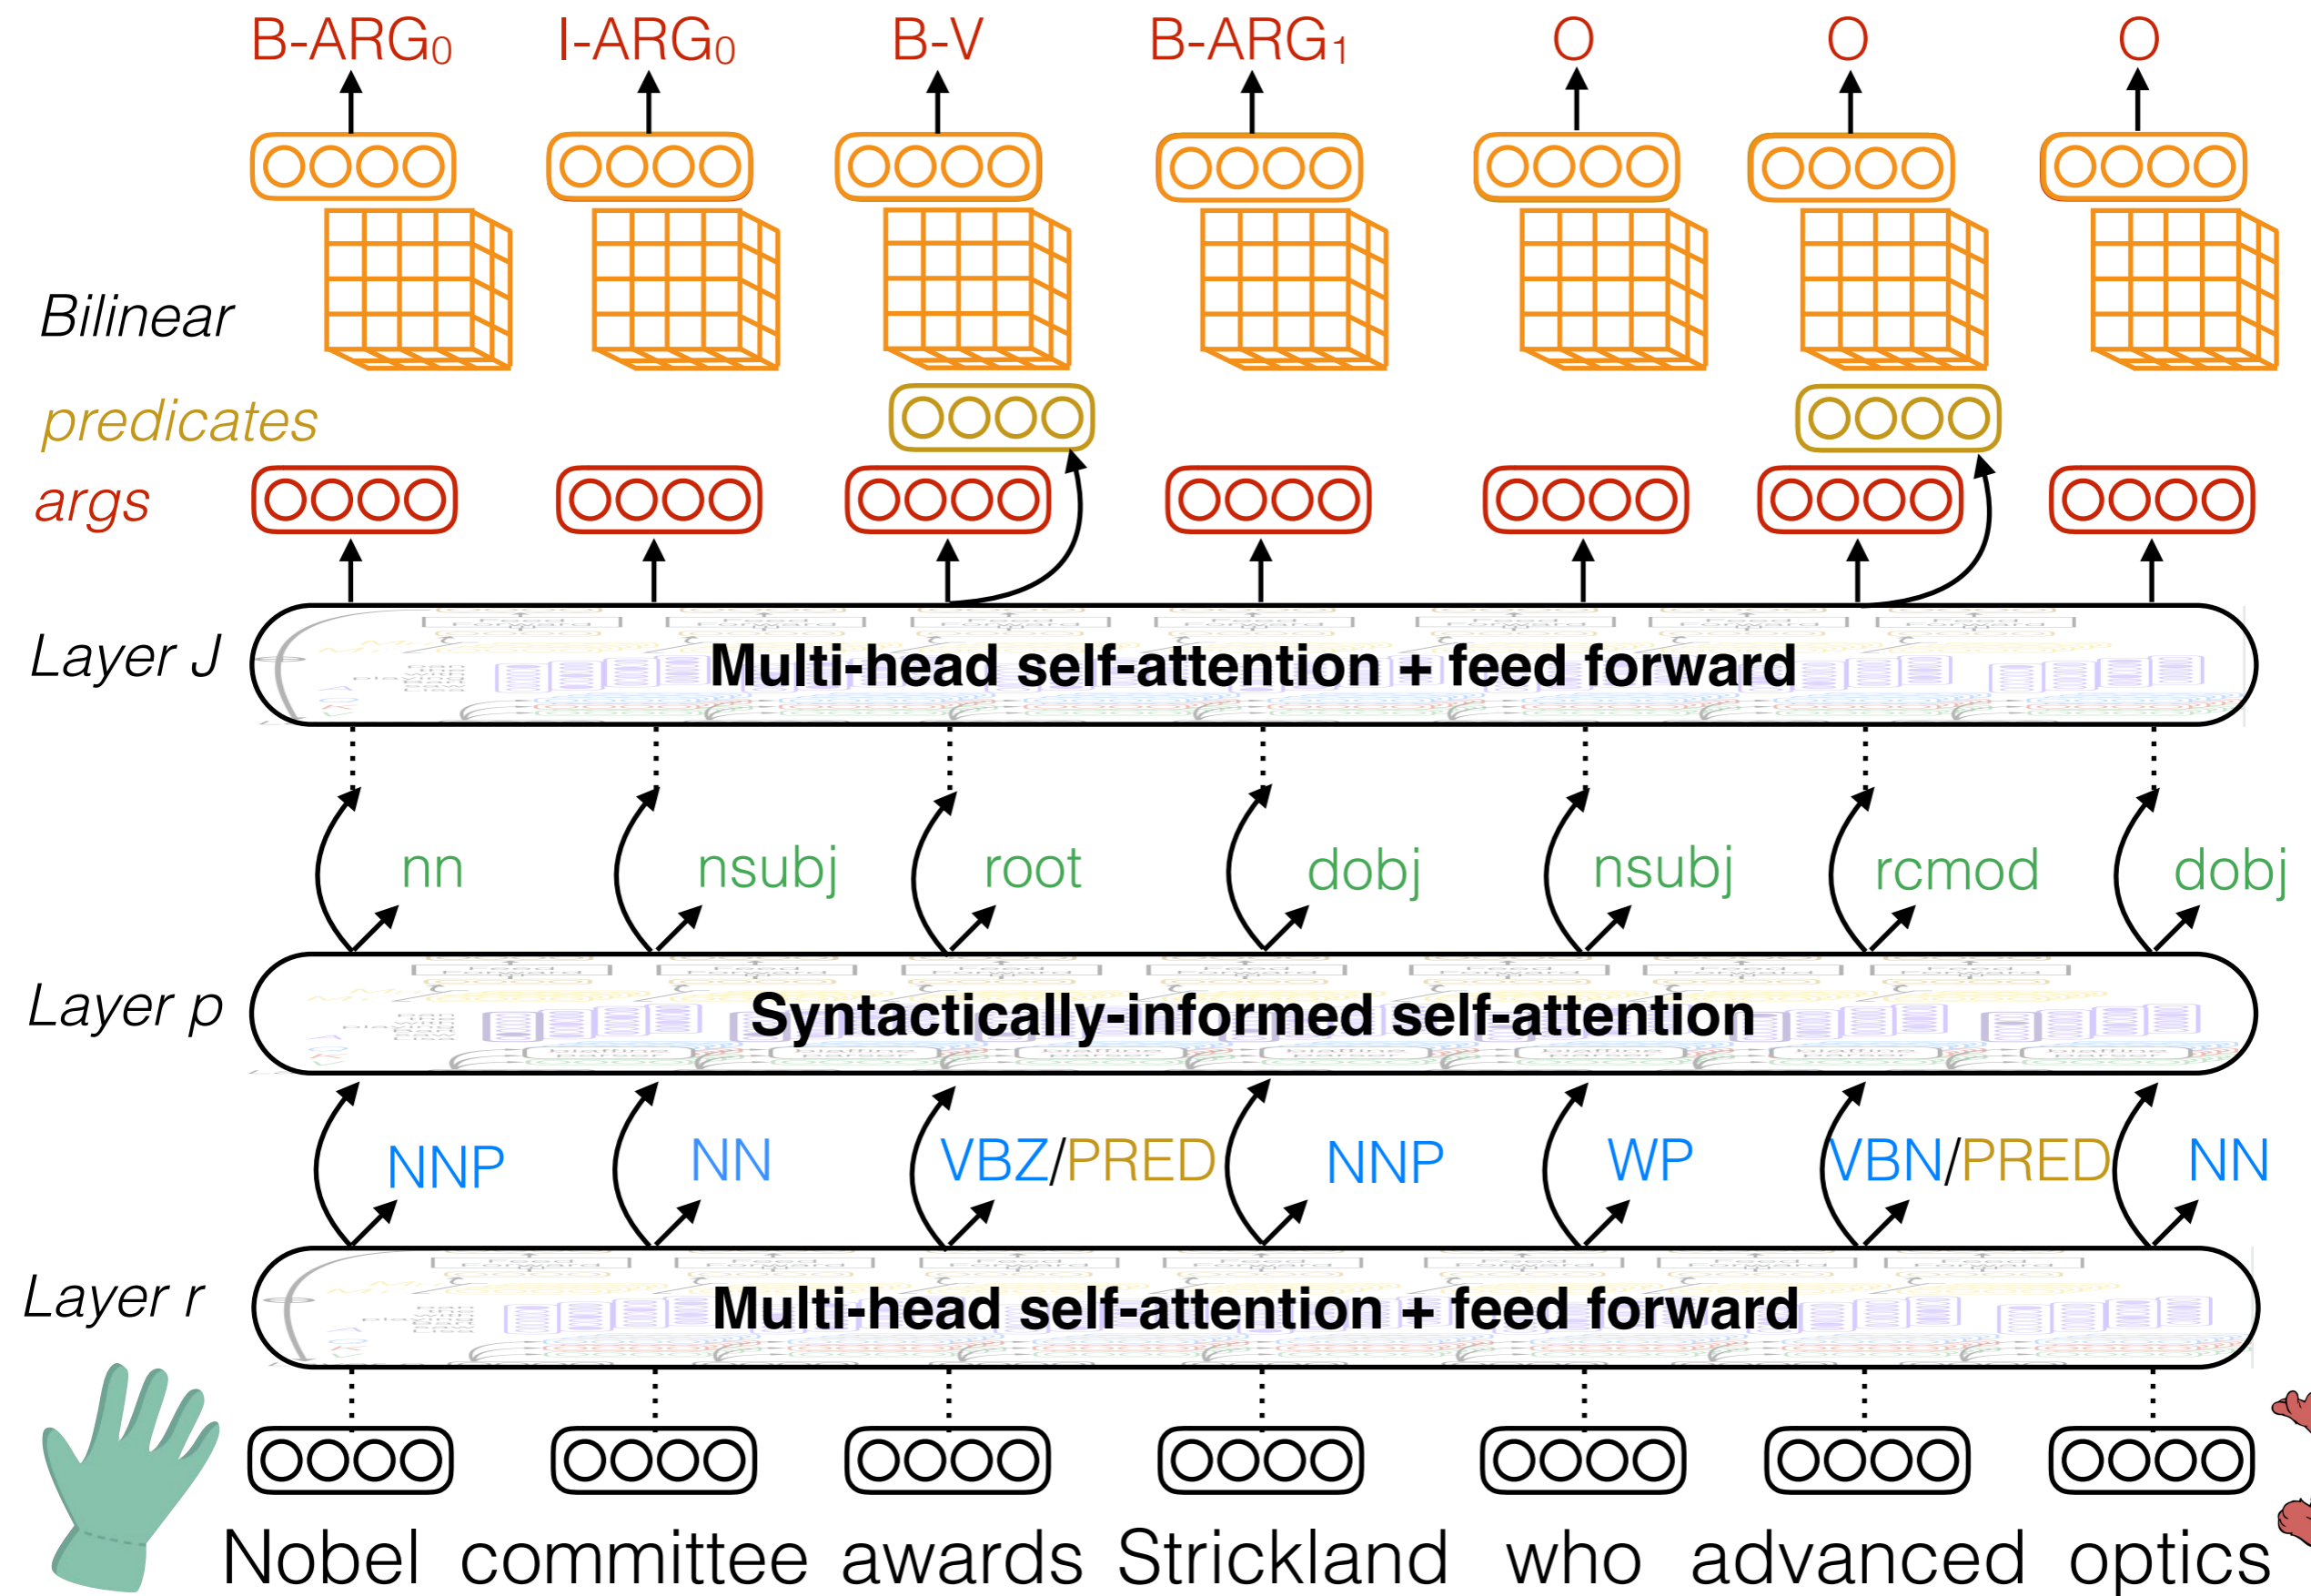 B-ARG0 I-ARG0 B-V B-ARG1 O O O
Bilinear
predicates
args
Layer J Multi-head self-attention + feed forward
nn nsubj root dobj nsubj rcmod dobj
Layer p Syntactically-informed self-attention
NNP NN VBZ/PRED NNP WP VBN/PRED NN
Layer r Multi-head self-attention + feed forward
Nobel committee awards Strickland who advanced optics